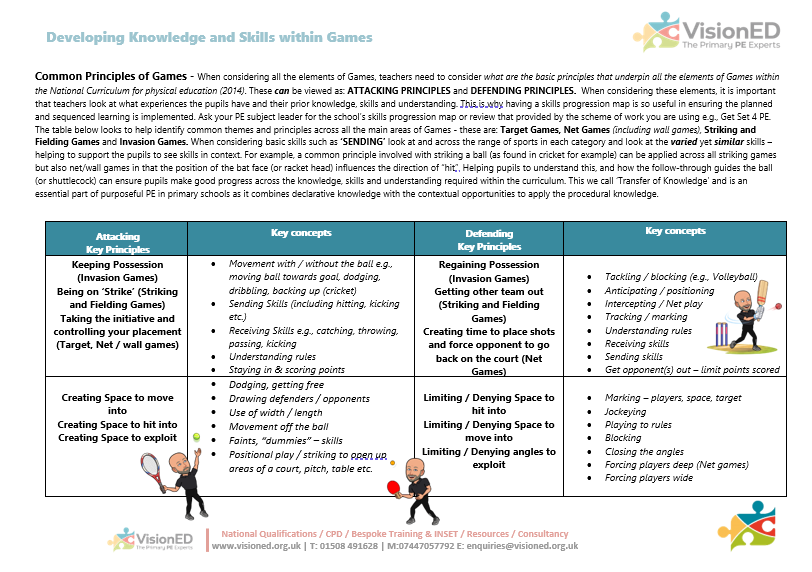 Developing Knowledge and Skills within Games
VisionED
The Primary PE Experts
Common Principles of Games - When considering all the elements of Games, teachers need to consider what are the basic principles that underpin all the elements of Games within
the National Curriculum for physical education (2014). These can be viewed as: ATTACKING PRINCIPLES and DEFENDING PRINCIPLES. When considering these elements, it is important
that teachers look at what experiences the pupils have and their prior knowledge, skills and understanding. This is why having a skills progression map is so useful in ensuring the planned
and sequenced learning is implemented. Ask your PE subject leader for the school's skills progression map or review that provided by the scheme of work you are using e.g., Get Set 4 PE.
The table below looks to help identify common themes and principles across all the main areas of Games - these are: Target Games, Net Games (including wall games), Striking and
Fielding Games and Invasion Games. When considering basic skills such as 'SENDING' look at and across the range of sports in each category and look at the varied yet similar skills –
helping to support the pupils to see skills in context. For example, a common principle involved with striking a ball (as found in cricket for example) can be applied across all striking games
but also net/wall games in that the position of the bat face (or racket head) influences the direction of "hit,", Helping pupils to understand this, and how the follow-through guides the ball
(or shuttlecock) can ensure pupils make good progress across the knowledge, skills and understanding required within the curriculum. This we call 'Transfer of Knowledge' and is an
essential part of purposeful PE in primary schools as it combines declarative knowledge with the contextual opportunities to apply the procedural knowledge.
Attacking
Key Principles
Key concepts
Defending
Key Principles
Key concepts
Keeping Possession
(Invasion Games)
Being on 'Strike' (Striking
and Fielding Games)
Taking the initiative and
controlling your placement
(Target, Net / wall games)
• Movement with / without the ball e.g.,
moving ball towards goal, dodging,
dribbling, backing up (cricket)
• Sending Skills (including hitting, kicking
etc.)
• Receiving Skills e.g., catching, throwing,
passing, kicking
• Understanding rules
• Staying in & scoring points
Regaining Possession
(Invasion Games)
Getting other team out
(Striking and Fielding
Games)
Creating time to place shots
and force opponent to go
back on the court (Net
Games)
• Tackling / blocking (e.g., Volleyball)
• Anticipating / positioning
• Intercepting / Net play
• Tracking / marking
• Understanding rules
• Receiving skills
• Sending skills
• Get opponent(s) out – limit points scored
Creating Space to move
into
Creating Space to hit into
Creating Space to exploit
• Dodging, getting free
• Drawing defenders / opponents
• Use of width / length
• Movement off the ball
• Faints, "dummies" – skills
• Positional play / striking to open up
areas of a court, pitch, table etc.
Limiting / Denying Space to
hit into
Limiting / Denying Space to
move into
Limiting / Denying angles to
exploit
• Marking – players, space, target
• Jockeying
• Playing to rules
• Blocking
• Closing the angles
• Forcing players deep (Net games)
• Forcing players wide
VisionED
The Primary PE Experts
National Qualifications / CPD / Bespoke Training & INSET / Resources / Consultancy
www.visioned.org.uk | T: 01508 491628 | M:07447057792 E: enquiries@visioned.org.uk